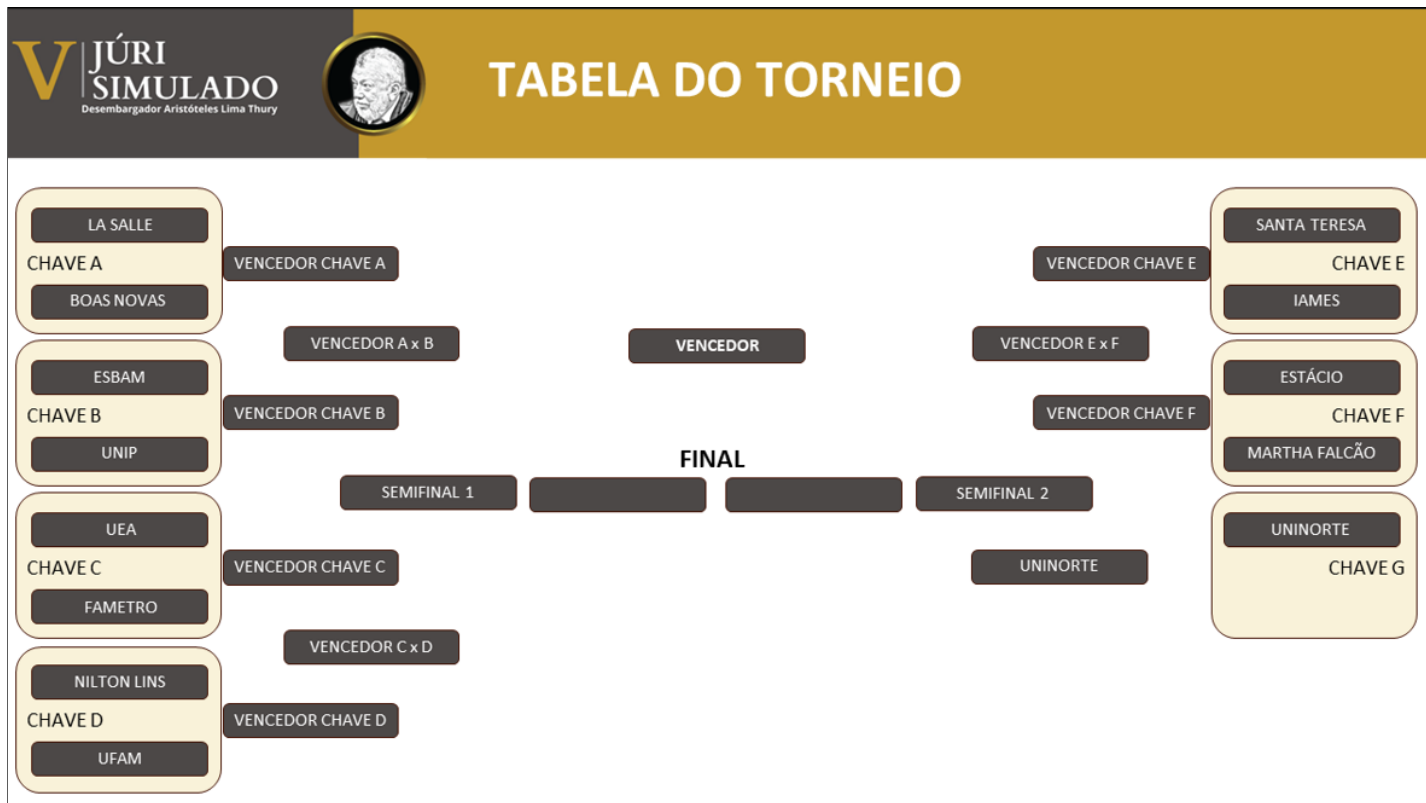 V JÚRI
SIMULADO
Desembargador Aristóteles Lima Thury
TABELA DO TORNEIO
LA SALLE
CHAVE A
BOAS NOVAS
VENCEDOR CHAVE A
VENCEDOR A x B
ESBAM
CHAVE B
UNIP
VENCEDOR CHAVE B
SEMIFINAL 1
UEA
CHAVE C
FAMETRO
VENCEDOR CHAVE C
VENCEDOR C x D
NILTON LINS
CHAVE D
UFAM
VENCEDOR CHAVE D
VENCEDOR
FINAL
SANTA TERESA
CHAVE E
IAMES
VENCEDOR CHAVE E
VENCEDOR E x F
ESTÁCIO
CHAVE F
MARTHA FALCÃO
VENCEDOR CHAVE F
SEMIFINAL 2
UNINORTE
CHAVE G
UNINORTE